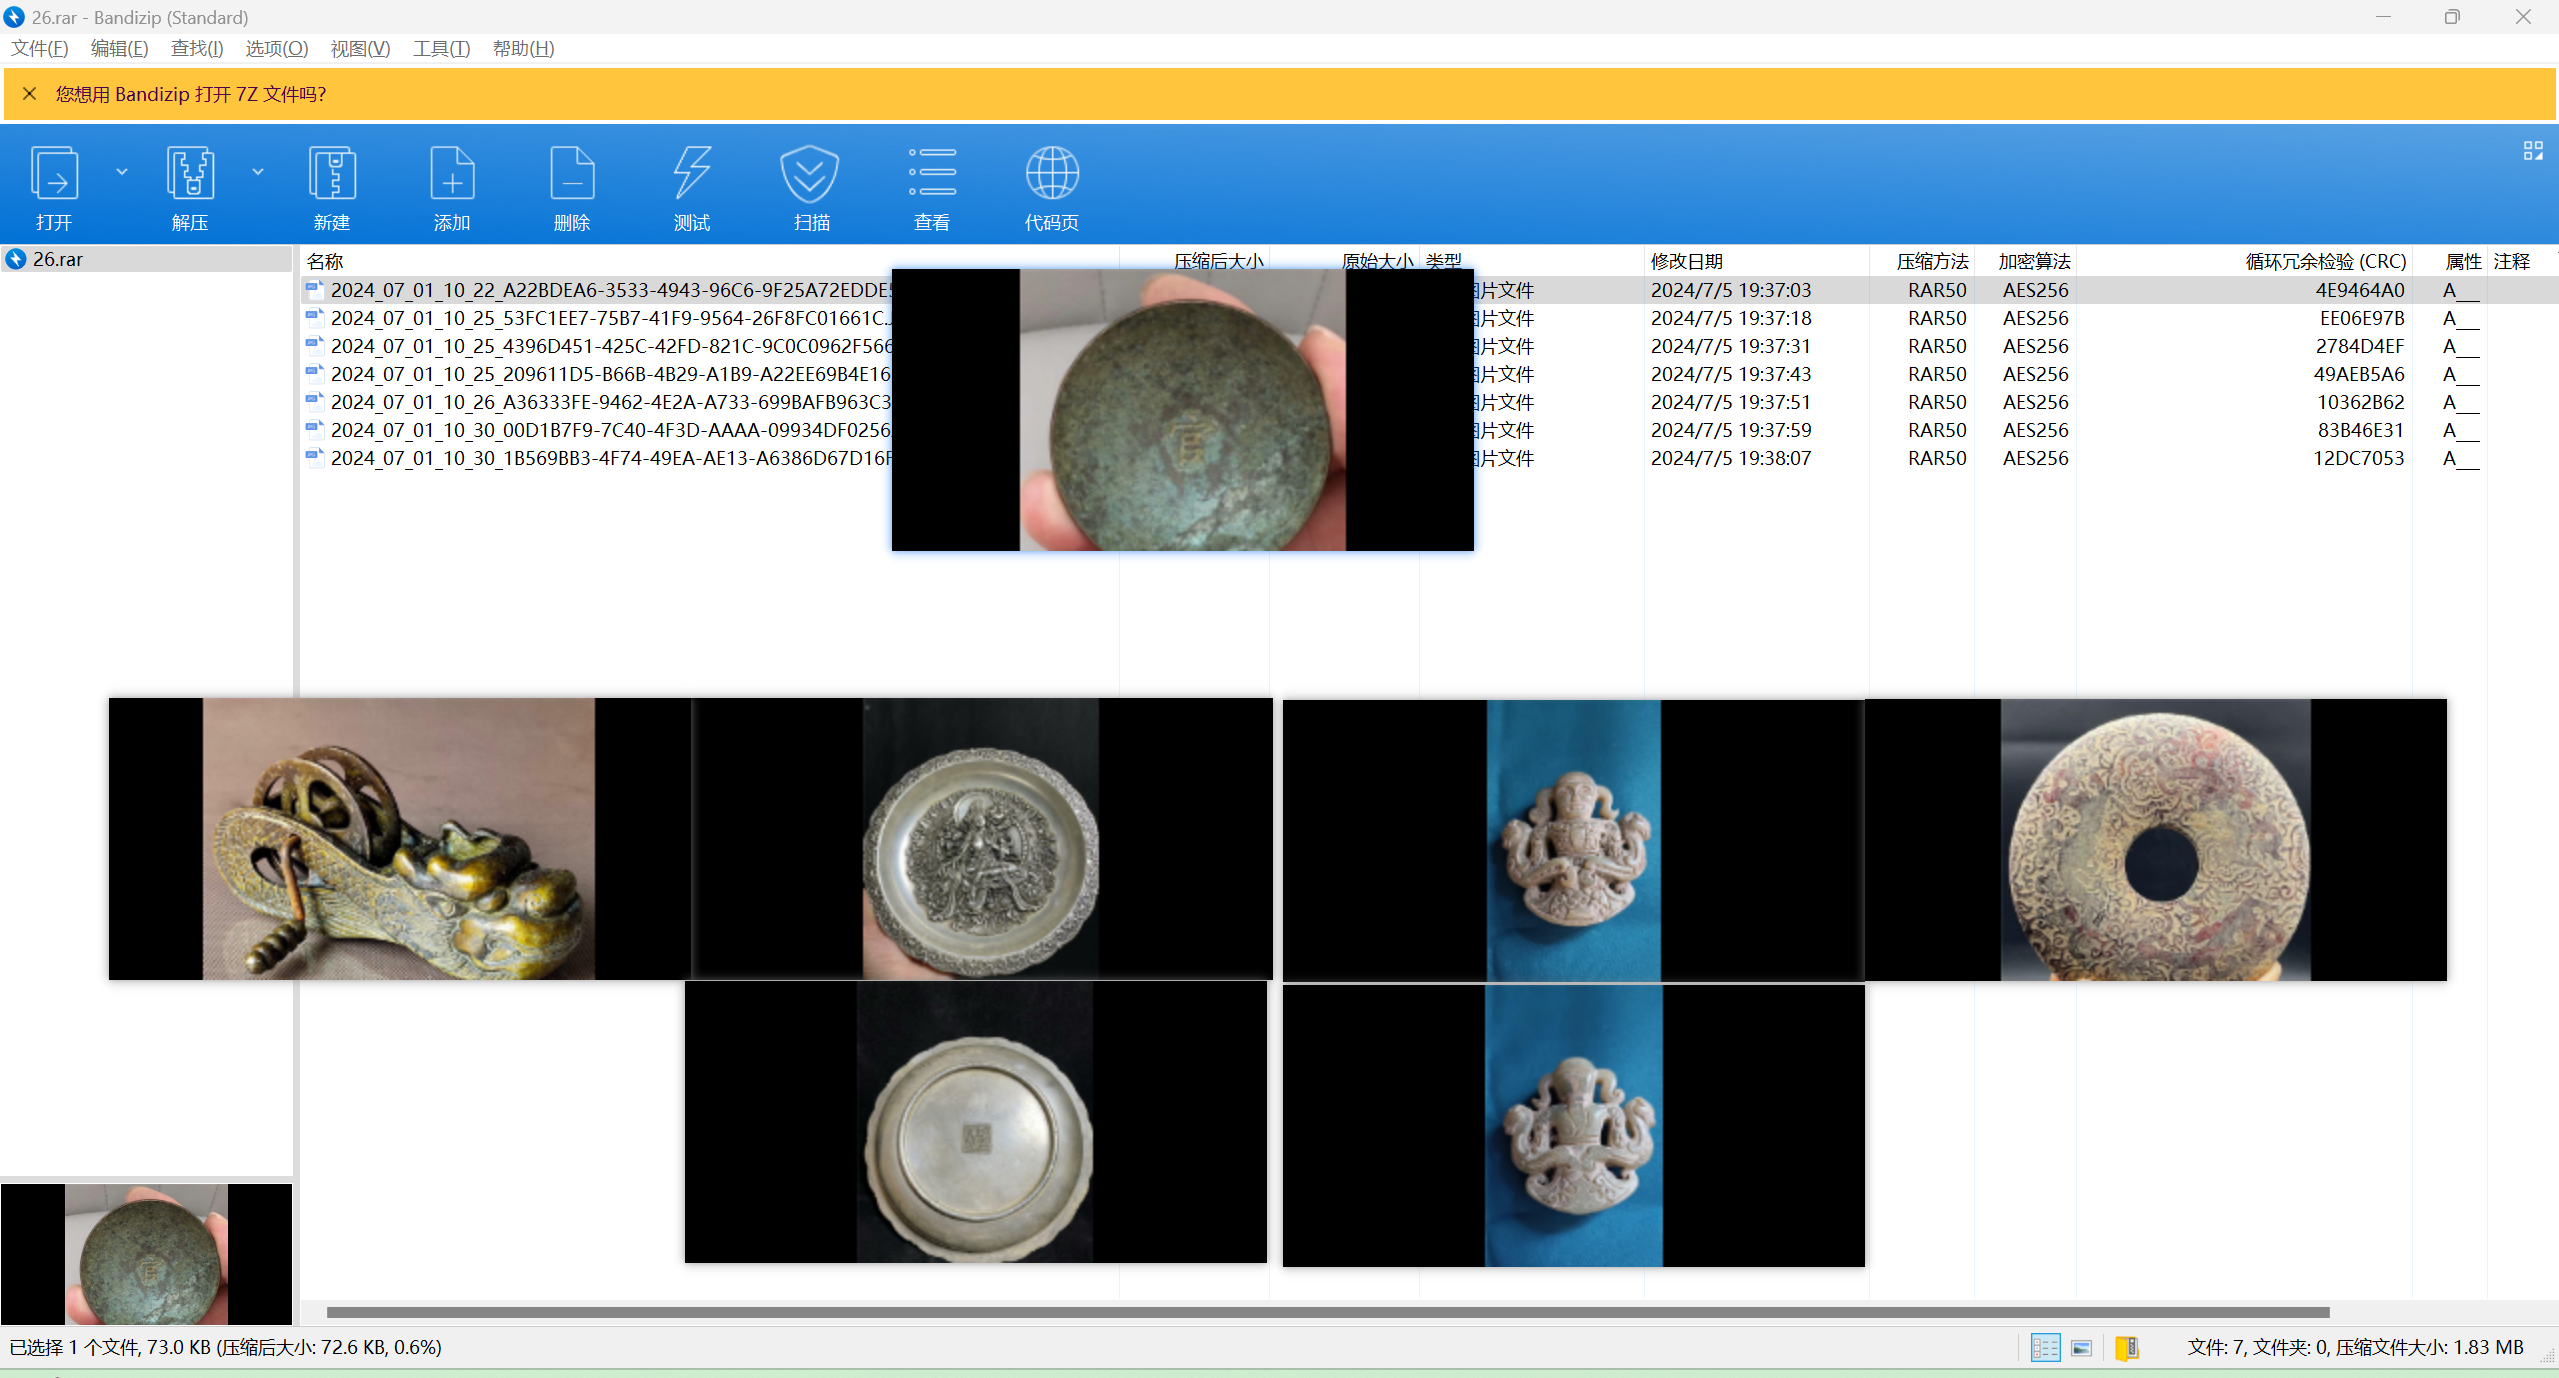 26.rar - Bandizip (Standard)
文件(F) 编辑(E) 查找(I) 选项(O) 视图(V) 工具(T) 帮助(H)
您想用 Bandizip 打开 7Z 文件吗?
打开 解压 新建 添加 删除 测试 扫描 查看 代码页
26.rar
名称 压缩后大小 原始大小 类型 修改日期 压缩方法 加密算法 循环冗余检验 (CRC) 属性 注释
2024_07_01_10_22_A22BDEA6-3533-4943-96C6-9F25A72EDDE 图片文件 2024/7/5 19:37:03 RAR50 AES256 4E9464A0 A___
2024_07_01_10_25_53FC1EE7-75B7-41F9-9564-26F8FC01661C. 图片文件 2024/7/5 19:37:18 RAR50 AES256 EE06E97B A___
2024_07_01_10_25_4396D451-425C-42FD-821C-9C0C0962F566 图片文件 2024/7/5 19:37:31 RAR50 AES256 2784D4EF A___
2024_07_01_10_25_209611D5-B66B-4B29-A1B9-A22EE69B4E16 图片文件 2024/7/5 19:37:43 RAR50 AES256 49AEB5A6 A___
2024_07_01_10_26_A36333FE-9462-4E2A-A733-699BAFB963C3 图片文件 2024/7/5 19:37:51 RAR50 AES256 10362B62 A___
2024_07_01_10_30_00D1B7F9-7C40-4F3D-AAAA-09934DF0256 图片文件 2024/7/5 19:37:59 RAR50 AES256 83B46E31 A___
2024_07_01_10_30_1B569BB3-4F74-49EA-AE13-A6386D67D16F 图片文件 2024/7/5 19:38:07 RAR50 AES256 12DC7053 A___
官
官
已选择 1 个文件, 73.0 KB (压缩后大小: 72.6 KB, 0.6%)
文件: 7, 文件夹: 0, 压缩文件大小: 1.83 MB